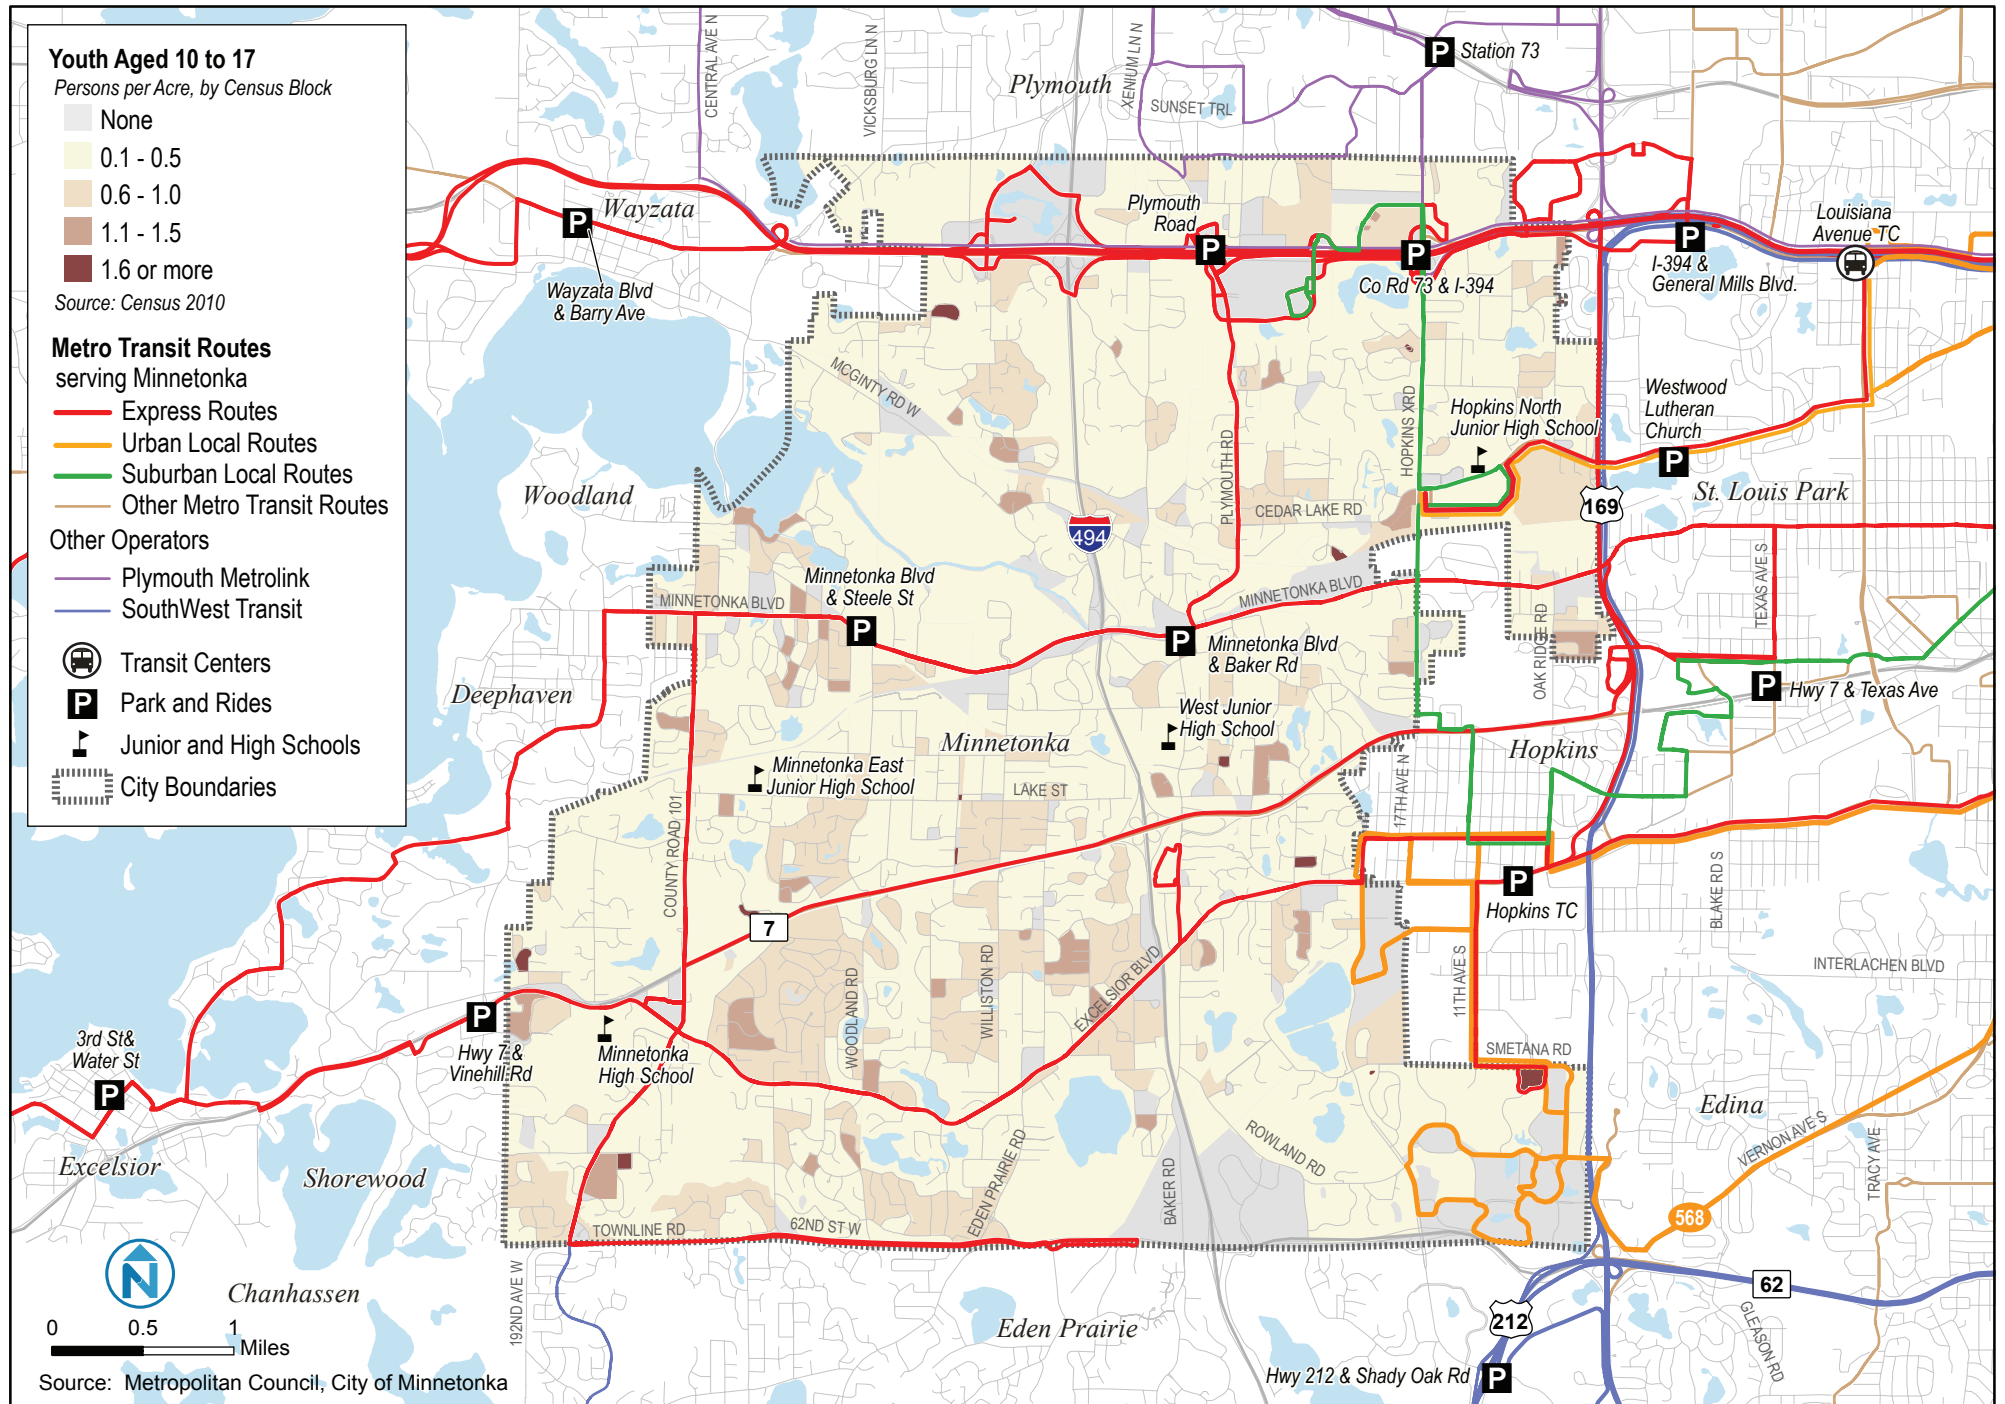 Youth Aged 10 to 17
Persons per Acre, by Census Block
None
0.1 - 0.5
0.6 - 1.0
1.1 - 1.5
1.6 or more
Source: Census 2010
Metro Transit Routes
serving Minnetonka
Express Routes
Urban Local Routes
Suburban Local Routes
Other Metro Transit Routes
Other Operators
Plymouth Metrolink
SouthWest Transit
Transit Centers
P Park and Rides
Junior and High Schools
City Boundaries
CENTRAL AVE N
VICKSBURG LN N
Plymouth
XENIUM LN N
SUNSET TRL
P Station 73
P
Wayzata
Wayzata Blvd
& Barry Ave
Plymouth
Road
P
P
Co Rd 73 & I-394
P
I-394 &
General Mills Blvd.
Louisiana
Avenue TC
MCGINTY RD W
PLYMOUTH RD
HOPKINS XRD
Hopkins North
Junior High School
Westwood
Lutheran
Church
P
St. Louis Park
169
Woodland
494
CEDAR LAKE RD
TEXAS AVE S
MINNETONKA BLVD
Minnetonka Blvd
& Steele St
P
MINNETONKA BLVD
P
Minnetonka Blvd
& Baker Rd
OAK RIDGE RD
Deephaven
P Hwy 7 & Texas Ave
West Junior
High School
Minnetonka
Hopkins
Minnetonka East
Junior High School
LAKE ST
17TH AVE N
COUNTY ROAD 101
7
P
Hopkins TC
BLAKE RD S
INTERLACHEN BLVD
WOODLAND RD
WILLISTON RD
EXCELSIOR BLVD
11TH AVE S
SMETANA RD
P
Hwy 7 &
Vinehill Rd
Minnetonka
High School
3rd St&
Water St
P
Excelsior
Shorewood
Edina
VERNON AVE S
TRACY AVE
ROWLAND RD
BAKER RD
EDEN PRAIRIE RD
TOWNLINE RD
62ND ST W
568
192ND AVE W
Chanhassen
Eden Prairie
62
212
GLEASON RD
Hwy 212 & Shady Oak Rd P
N
0 0.5 1
Miles
Source: Metropolitan Council, City of Minnetonka